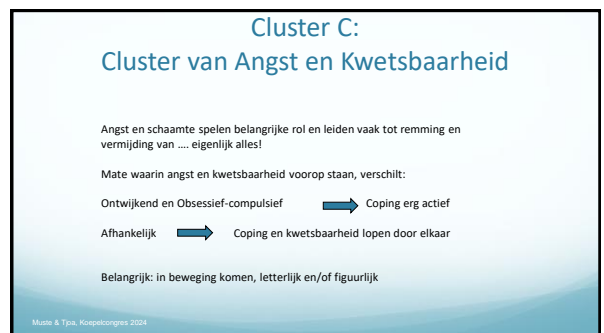 Cluster C:
Cluster van Angst en Kwetsbaarheid
Angst en schaamte spelen belangrijke rol en leiden vaak tot remming en
vermijding van .... eigenlijk alles!
Mate waarin angst en kwetsbaarheid voorop staan, verschilt:
Ontwijkend en Obsessief-compulsief Coping erg actief
Afhankelijk Coping en kwetsbaarheid lopen door elkaar
Belangrijk: in beweging komen, letterlijk en/of figuurlijk
Muste & Tjoa, Koepelcongres 2024